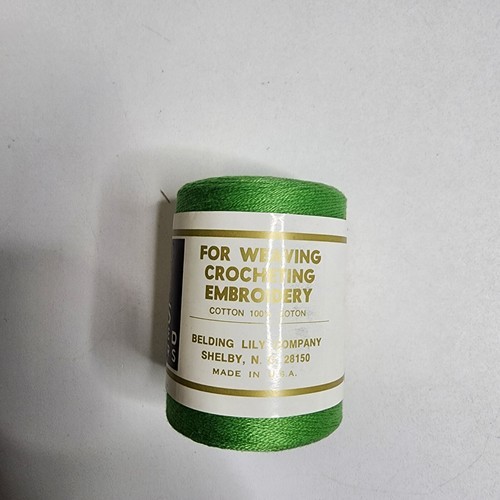 FOR WEAVING
CROCHETING
EMBROIDERY
COTTON 100% COTON
BELDING LILY COMPANY
SHELBY, N. C. 28150
MADE IN U.S.A.